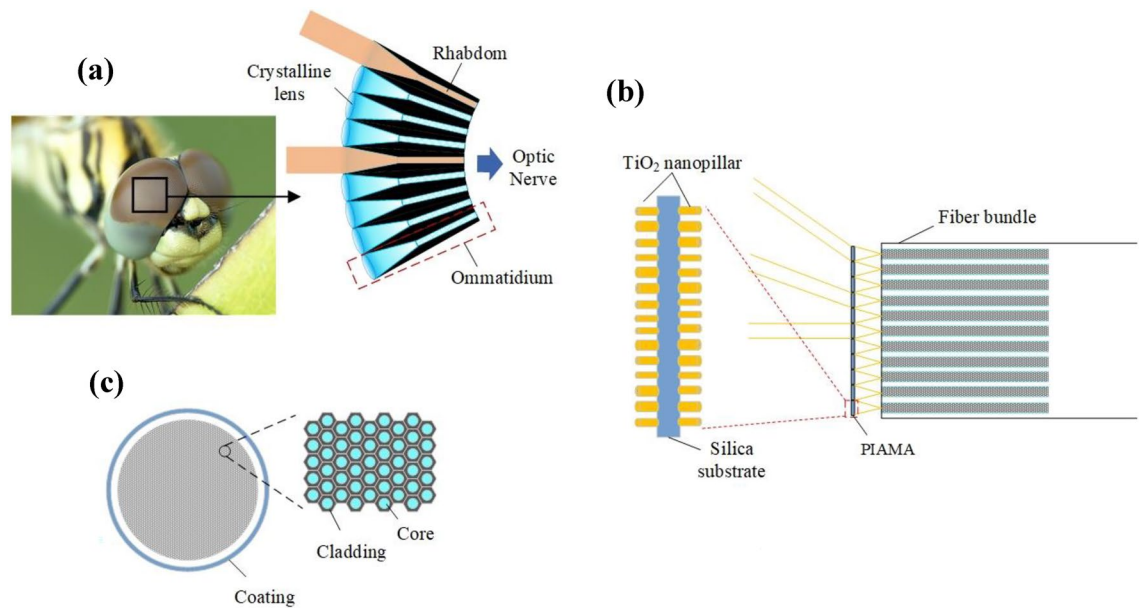 (a)
Rhabdom
Crystalline
lens
Optic
Nerve
Ommatidium
(b)
TiO₂ nanopillar
Fiber bundle
Silica
substrate
PIAMA
(c)
Core
Cladding
Coating